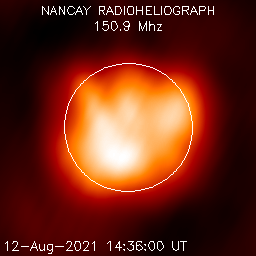 NANCAY RADIOHELIOGRAPH
150.9 Mhz
12-Aug-2021 14:36:00 UT